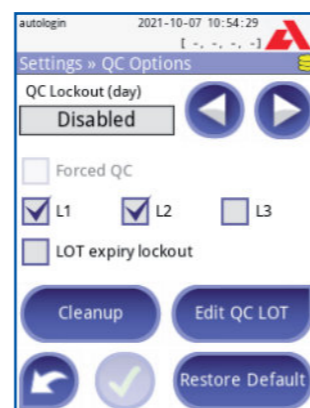 autologin 2021-10-07 10:54:29
[ -, -, -, -]
Settings » QC Options
QC Lockout (day)
Disabled
Forced QC
L1 L2 L3
LOT expiry lockout
Cleanup Edit QC LOT
Restore Default